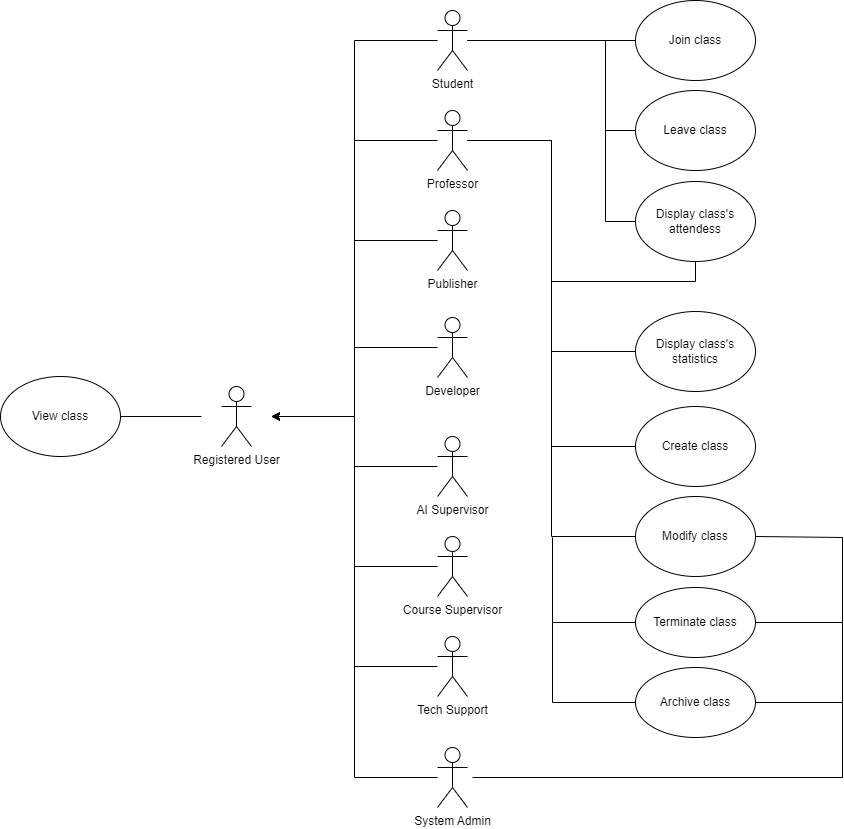 Join class
Student
Leave class
Professor
Display class's
attendess
Publisher
Display class's
statistics
Developer
View class
Registered User
Create class
AI Supervisor
Modify class
Course Supervisor
Terminate class
Tech Support
Archive class
System Admin